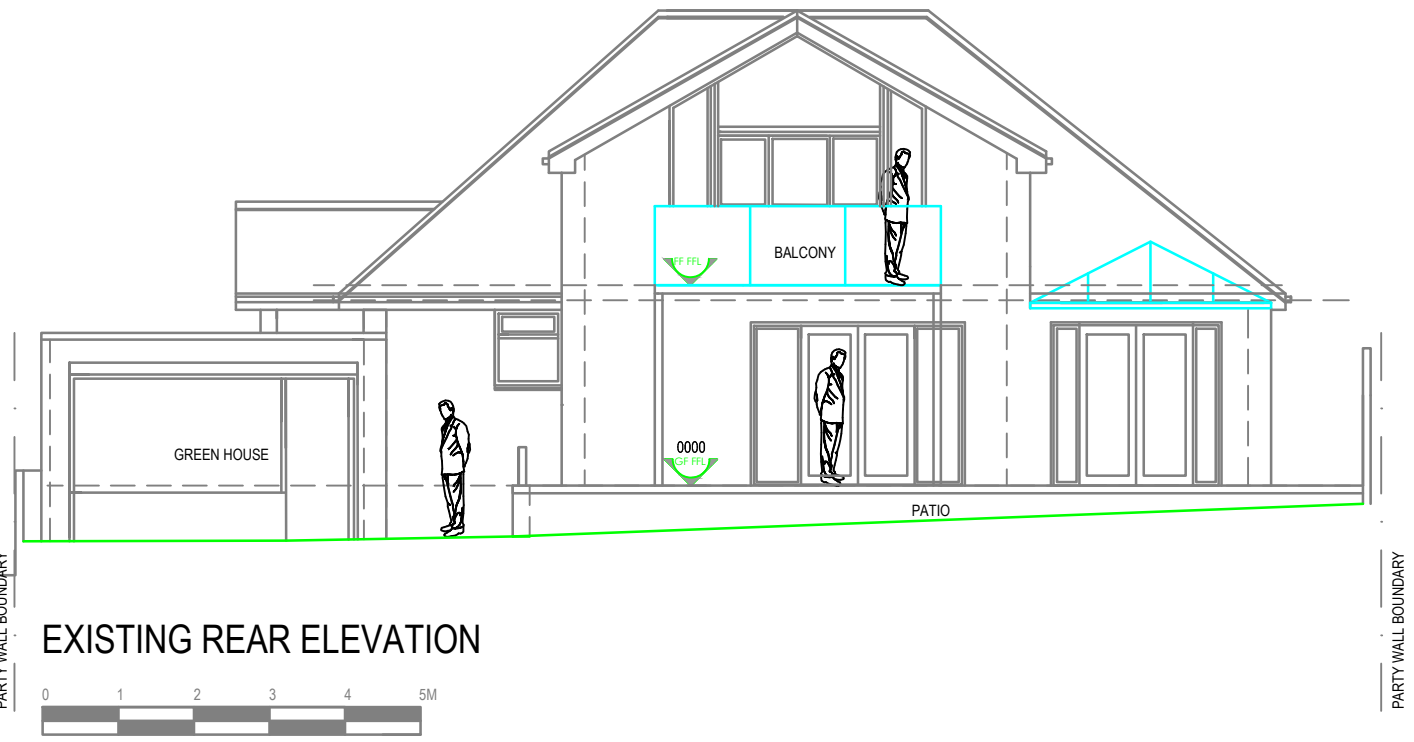 BALCONY
FF FFL
GREEN HOUSE
0000
GF FFL
PATIO
PARTY WALL BOUNDARY
PARTY WALL BOUNDARY
EXISTING REAR ELEVATION
0 1 2 3 4 5M